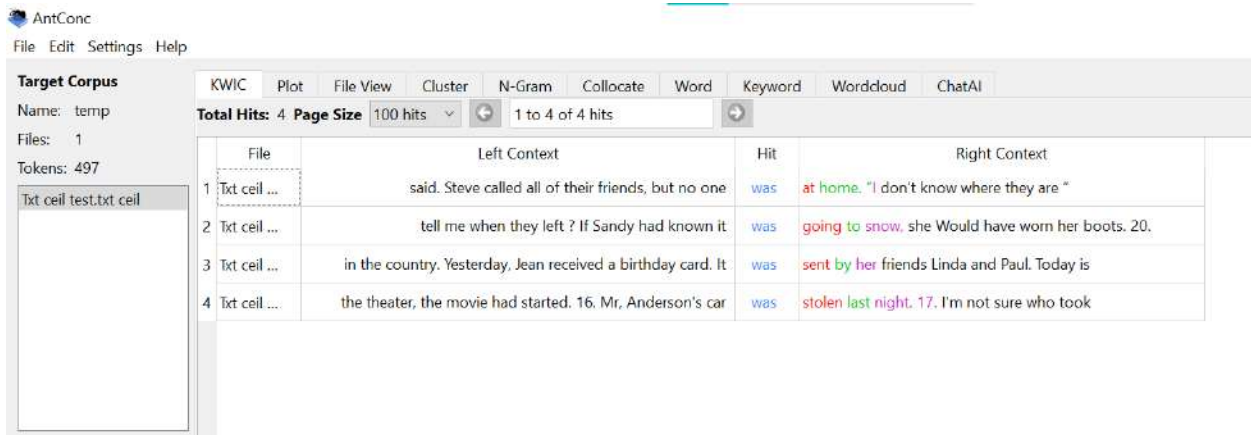 AntConc
File Edit Settings Help
Target Corpus
Name: temp
Files: 1
Tokens: 497
Txt ceil test.txt ceil
KWIC Plot File View Cluster N-Gram Collocate Word Keyword Wordcloud ChatAI
Total Hits: 4 Page Size 100 hits 1 to 4 of 4 hits
File Left Context Hit Right Context
1 Txt ceil ... said. Steve called all of their friends, but no one was at home. "I don't know where they are “
2 Txt ceil ... tell me when they left ? If Sandy had known it was going to snow, she Would have worn her boots. 20.
3 Txt ceil ... in the country. Yesterday, Jean received a birthday card. It was sent by her friends Linda and Paul. Today is
4 Txt ceil ... the theater, the movie had started. 16. Mr, Anderson's car was stolen last night. 17. I'm not sure who took